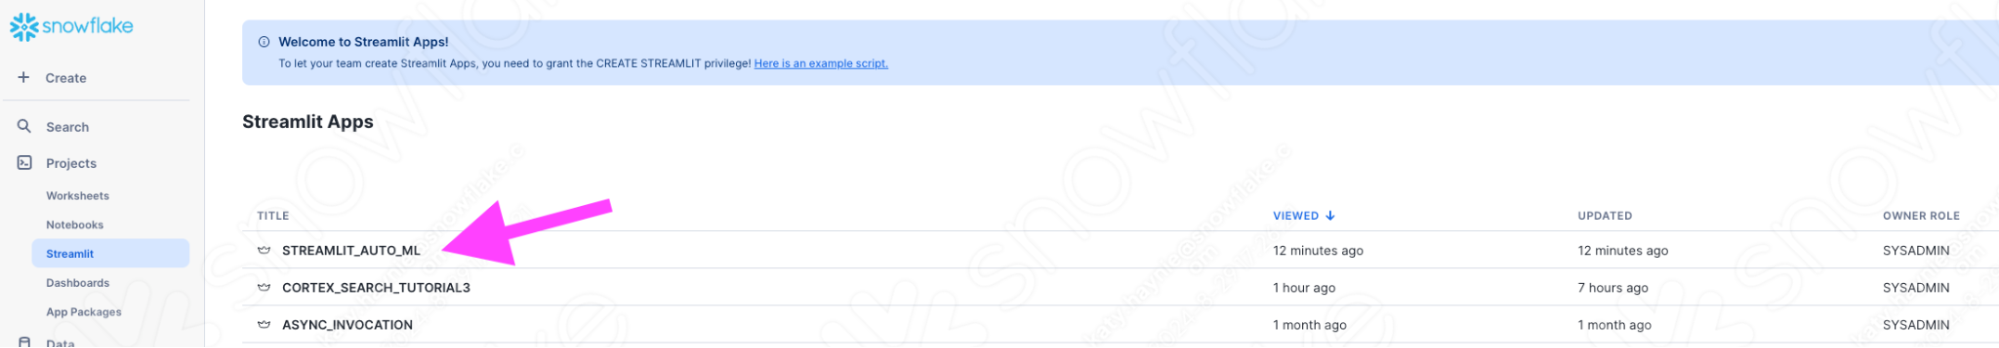 snowflake
Create
Search
Projects
Worksheets
Notebooks
Streamlit
Dashboards
App Packages
Data
Welcome to Streamlit Apps!
To let your team create Streamlit Apps, you need to grant the CREATE STREAMLIT privilege! Here is an example script.
Streamlit Apps
TITLE VIEWED UPDATED OWNER ROLE
STREAMLIT_AUTO_ML 12 minutes ago 12 minutes ago SYSADMIN
CORTEX_SEARCH_TUTORIAL3 1 hour ago 7 hours ago SYSADMIN
ASYNC_INVOCATION 1 month ago 1 month ago SYSADMIN